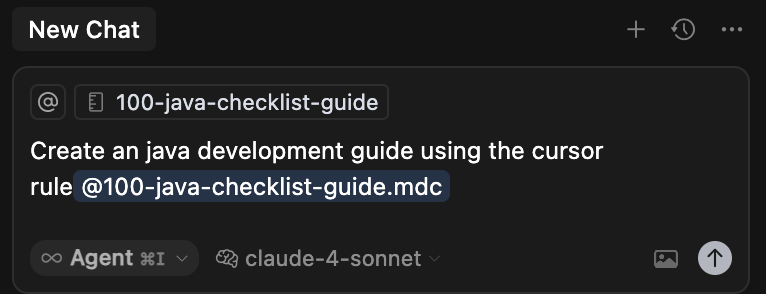 New Chat
@ 100-java-checklist-guide
Create an java development guide using the cursor
rule @100-java-checklist-guide.mdc
∞ Agent ⌘I claude-4-sonnet